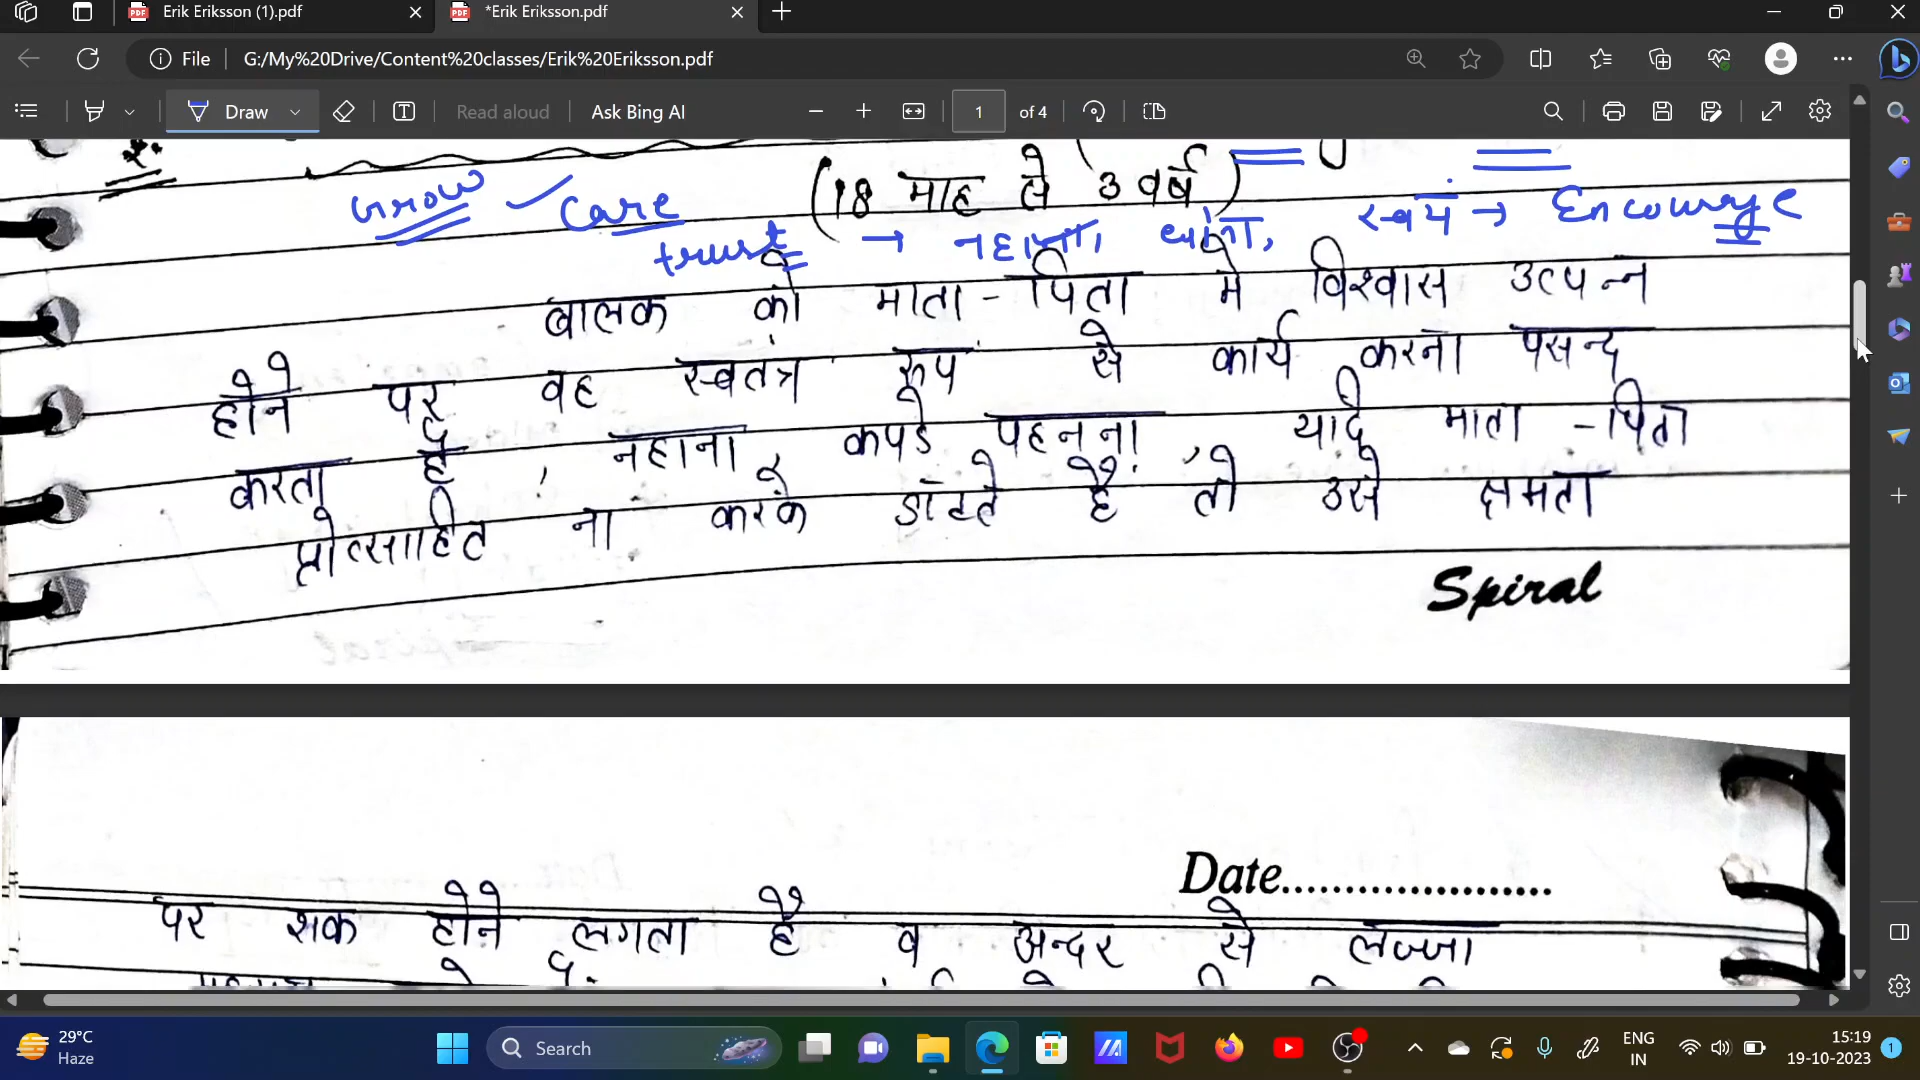 Erik Eriksson (1).pdf
*Erik Eriksson.pdf
File G:/My%20Drive/Content%20classes/Erik%20Eriksson.pdf
Draw Read aloud Ask Bing AI 1 of 4
(18 माह से 3 वर्ष)
Grow Care स्वयं → Encourage
trust → नहाना,
बालक को माता-पिता मे विश्वास उत्पन्न
होने पर वह स्वतंत्र रूप से कार्य करना पसन्द
करता है, नहाना, कपडे पहनना, यदि माता-पिता
प्रोत्साहित ना करके डांटते है, तो उसे क्षमता
Spiral
Date......................
पर शक होने लगता है व अन्दर से लज्जा
29°C
Haze
Search
ENG
IN
15:19
19-10-2023
1